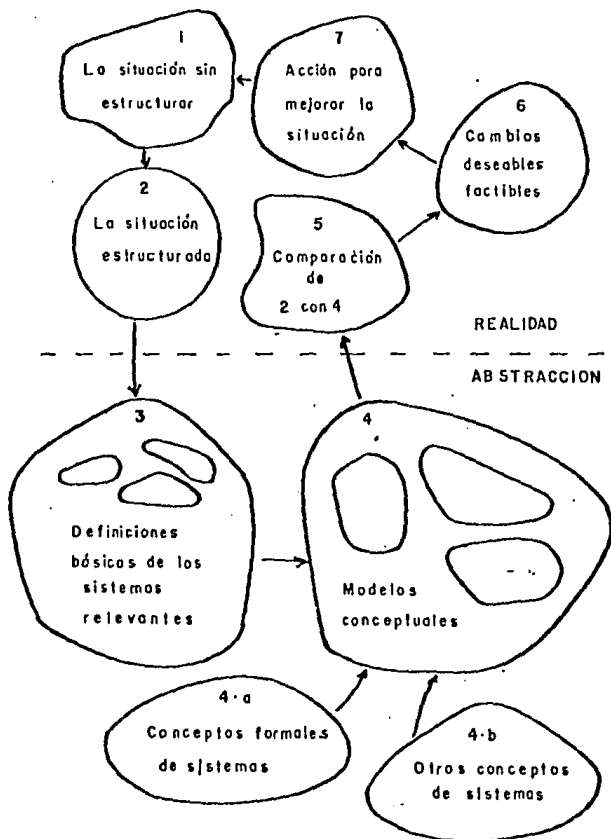 1
La situación sin
estructurar
7
Acción para
mejorar la
situación
6
Cambios
deseables
factibles
2
La situación
estructurada
5
Comparación
de
2 con 4
REALIDAD
ABSTRACCION
3
Definiciones
básicas de los
sistemas
relevantes
4
Modelos
conceptuales
4·a
Conceptos formales
de sistemas
4·b
Otros conceptos
de sistemas